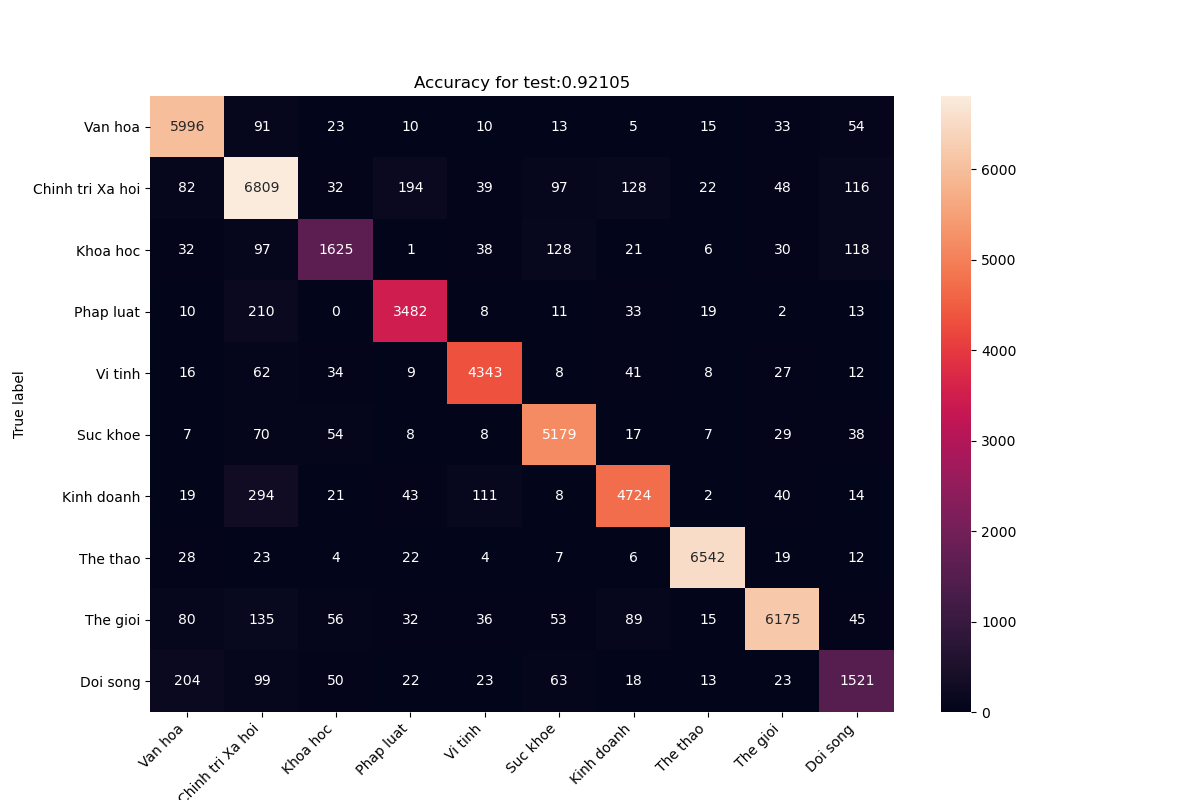 Accuracy for test:0.92105
True label
Van hoa 5996 91 23 10 10 13 5 15 33 54
Chinh tri Xa hoi 82 6809 32 194 39 97 128 22 48 116
Khoa hoc 32 97 1625 1 38 128 21 6 30 118
Phap luat 10 210 0 3482 8 11 33 19 2 13
Vi tinh 16 62 34 9 4343 8 41 8 27 12
Suc khoe 7 70 54 8 8 5179 17 7 29 38
Kinh doanh 19 294 21 43 111 8 4724 2 40 14
The thao 28 23 4 22 4 7 6 6542 19 12
The gioi 80 135 56 32 36 53 89 15 6175 45
Doi song 204 99 50 22 23 63 18 13 23 1521
Van hoa
Chinh tri Xa hoi
Khoa hoc
Phap luat
Vi tinh
Suc khoe
Kinh doanh
The thao
The gioi
Doi song
6000
5000
4000
3000
2000
1000
0